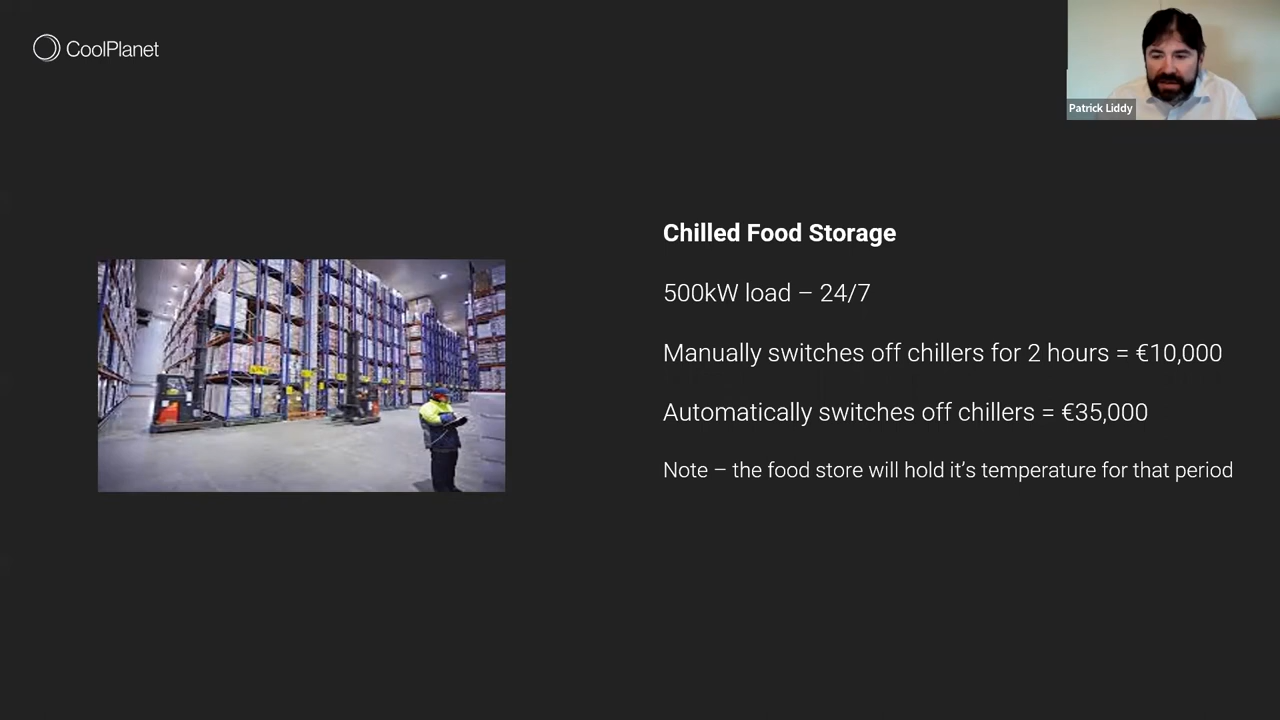 CoolPlanet
Patrick Liddy
Chilled Food Storage
500kW load – 24/7
Manually switches off chillers for 2 hours = €10,000
Automatically switches off chillers = €35,000
Note – the food store will hold it's temperature for that period